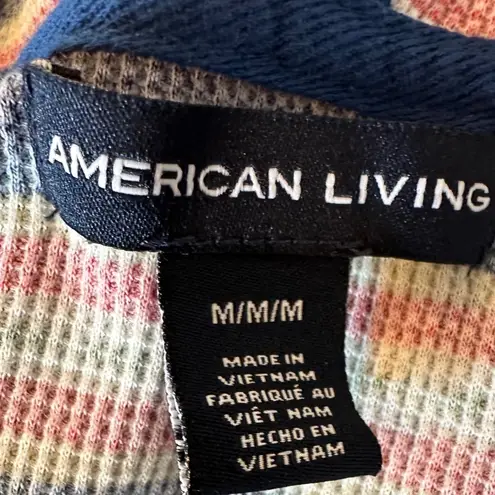 AMERICAN LIVING
M/M/M
MADE IN
VIETNAM
FABRIQUÉ AU
VIÊT NAM
HECHO EN
VIETNAM